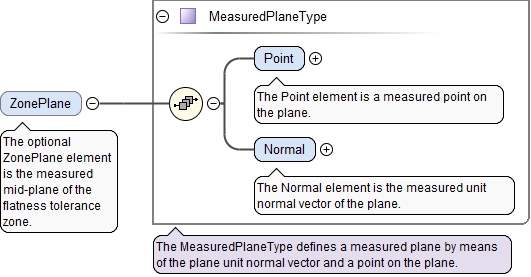 MeasuredPlaneType
Point
The Point element is a measured point on
the plane.
ZonePlane
The optional
ZonePlane element
is the measured
mid-plane of the
flatness tolerance
zone.
Normal
The Normal element is the measured unit
normal vector of the plane.
The MeasuredPlaneType defines a measured plane by means
of the plane unit normal vector and a point on the plane.